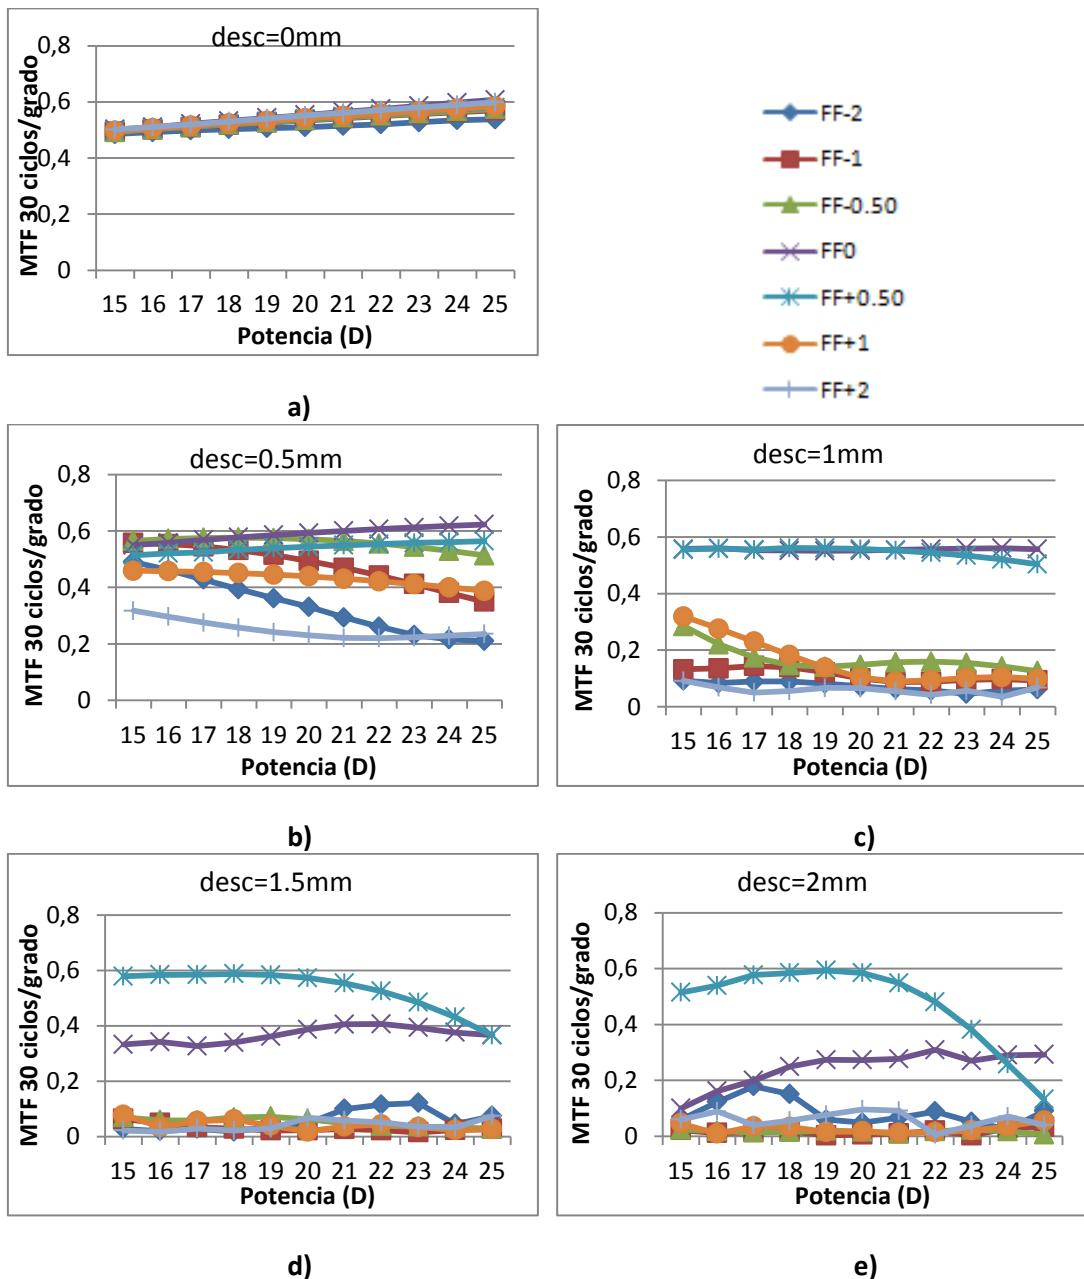 desc=0mm
MTF 30 ciclos/grado
0,8
0,6
0,4
0,2
0
15 16 17 18 19 20 21 22 23 24 25
Potencia (D)
a)
FF-2
FF-1
FF-0.50
FF0
FF+0.50
FF+1
FF+2
desc=0.5mm
MTF 30 ciclos/grado
0,8
0,6
0,4
0,2
0
15 16 17 18 19 20 21 22 23 24 25
Potencia (D)
b)
desc=1mm
MTF 30 ciclos/grado
0,8
0,6
0,4
0,2
0
15 16 17 18 19 20 21 22 23 24 25
Potencia (D)
c)
desc=1.5mm
MTF 30 ciclos/grado
0,8
0,6
0,4
0,2
0
15 16 17 18 19 20 21 22 23 24 25
Potencia (D)
d)
desc=2mm
MTF 30 ciclos/grado
0,8
0,6
0,4
0,2
0
15 16 17 18 19 20 21 22 23 24 25
Potencia (D)
e)